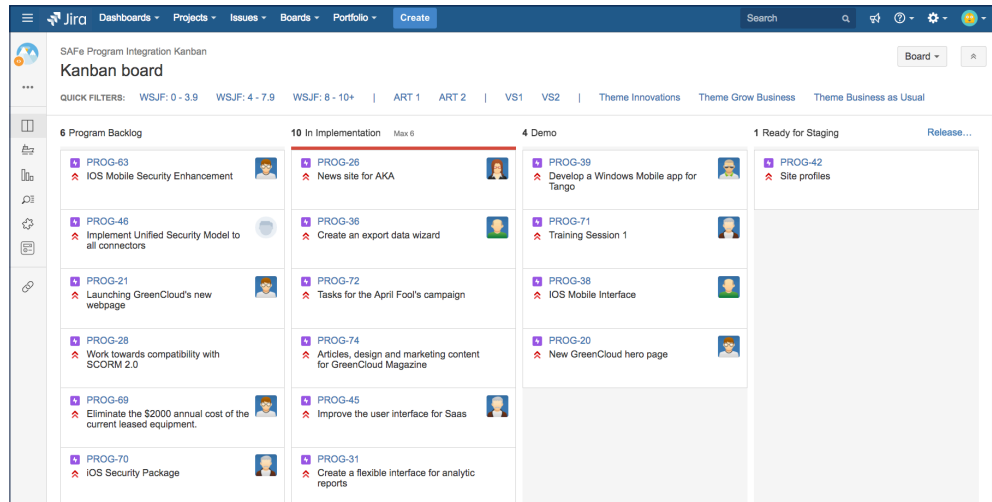 Jira Dashboards Projects Issues Boards Portfolio Create Search
SAFe Program Integration Kanban
Kanban board
Board
QUICK FILTERS: WSJF: 0 - 3.9 WSJF: 4 - 7.9 WSJF: 8 - 10+ | ART 1 ART 2 | VS1 VS2 | Theme Innovations Theme Grow Business Theme Business as Usual
6 Program Backlog
PROG-63
IOS Mobile Security Enhancement
PROG-46
Implement Unified Security Model to
all connectors
PROG-21
Launching GreenCloud's new
webpage
PROG-28
Work towards compatibility with
SCORM 2.0
PROG-69
Eliminate the $2000 annual cost of the
current leased equipment.
PROG-70
iOS Security Package
10 In Implementation Max 6
PROG-26
News site for AKA
PROG-36
Create an export data wizard
PROG-72
Tasks for the April Fool's campaign
PROG-74
Articles, design and marketing content
for GreenCloud Magazine
PROG-45
Improve the user interface for Saas
PROG-31
Create a flexible interface for analytic
reports
4 Demo
PROG-39
Develop a Windows Mobile app for
Tango
PROG-71
Training Session 1
PROG-38
IOS Mobile Interface
PROG-20
New GreenCloud hero page
1 Ready for Staging Release...
PROG-42
Site profiles